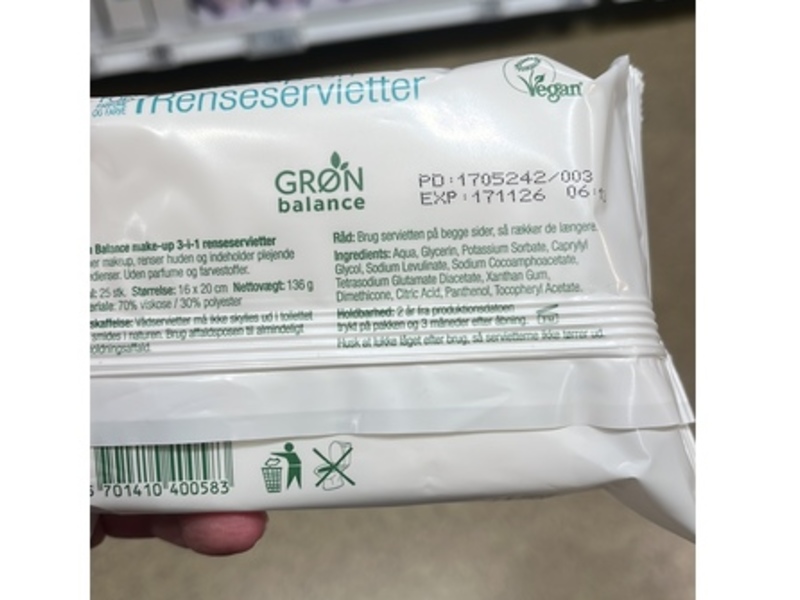 Renseservietter
Vegan
GRØN
balance
PD:1705242/003
EXP:171126 06:
Balance make-up 3-i-1 renseservietter
makeup, renser huden og indeholder plejende
Uden parfume og farvestoffer.
25 stk. Størrelse: 16 x 20 cm Nettovægt: 136 g
70% viskose / 30% polyester
Vådservietter må ikke skylles ud i toilettet
smides i naturen. Brug affaldsposen til almindeligt
Råd: Brug servietten på begge sider, så rækker de længere.
Ingredients: Aqua, Glycerin, Potassium Sorbate, Caprylyl
Glycol, Sodium Levulinate, Sodium Cocoamphoacetate,
Tetrasodium Glutamate Diacetate, Xanthan Gum,
Dimethicone, Citric Acid, Panthenol, Tocopheryl Acetate.
Holdbarhed: 2 år fra produktionsdatoen
trykt på pakken og 3 måneder efter åbning.
Husk at lukke låget efter brug, så servietterne ikke tørrer ud.
5 701410 400583